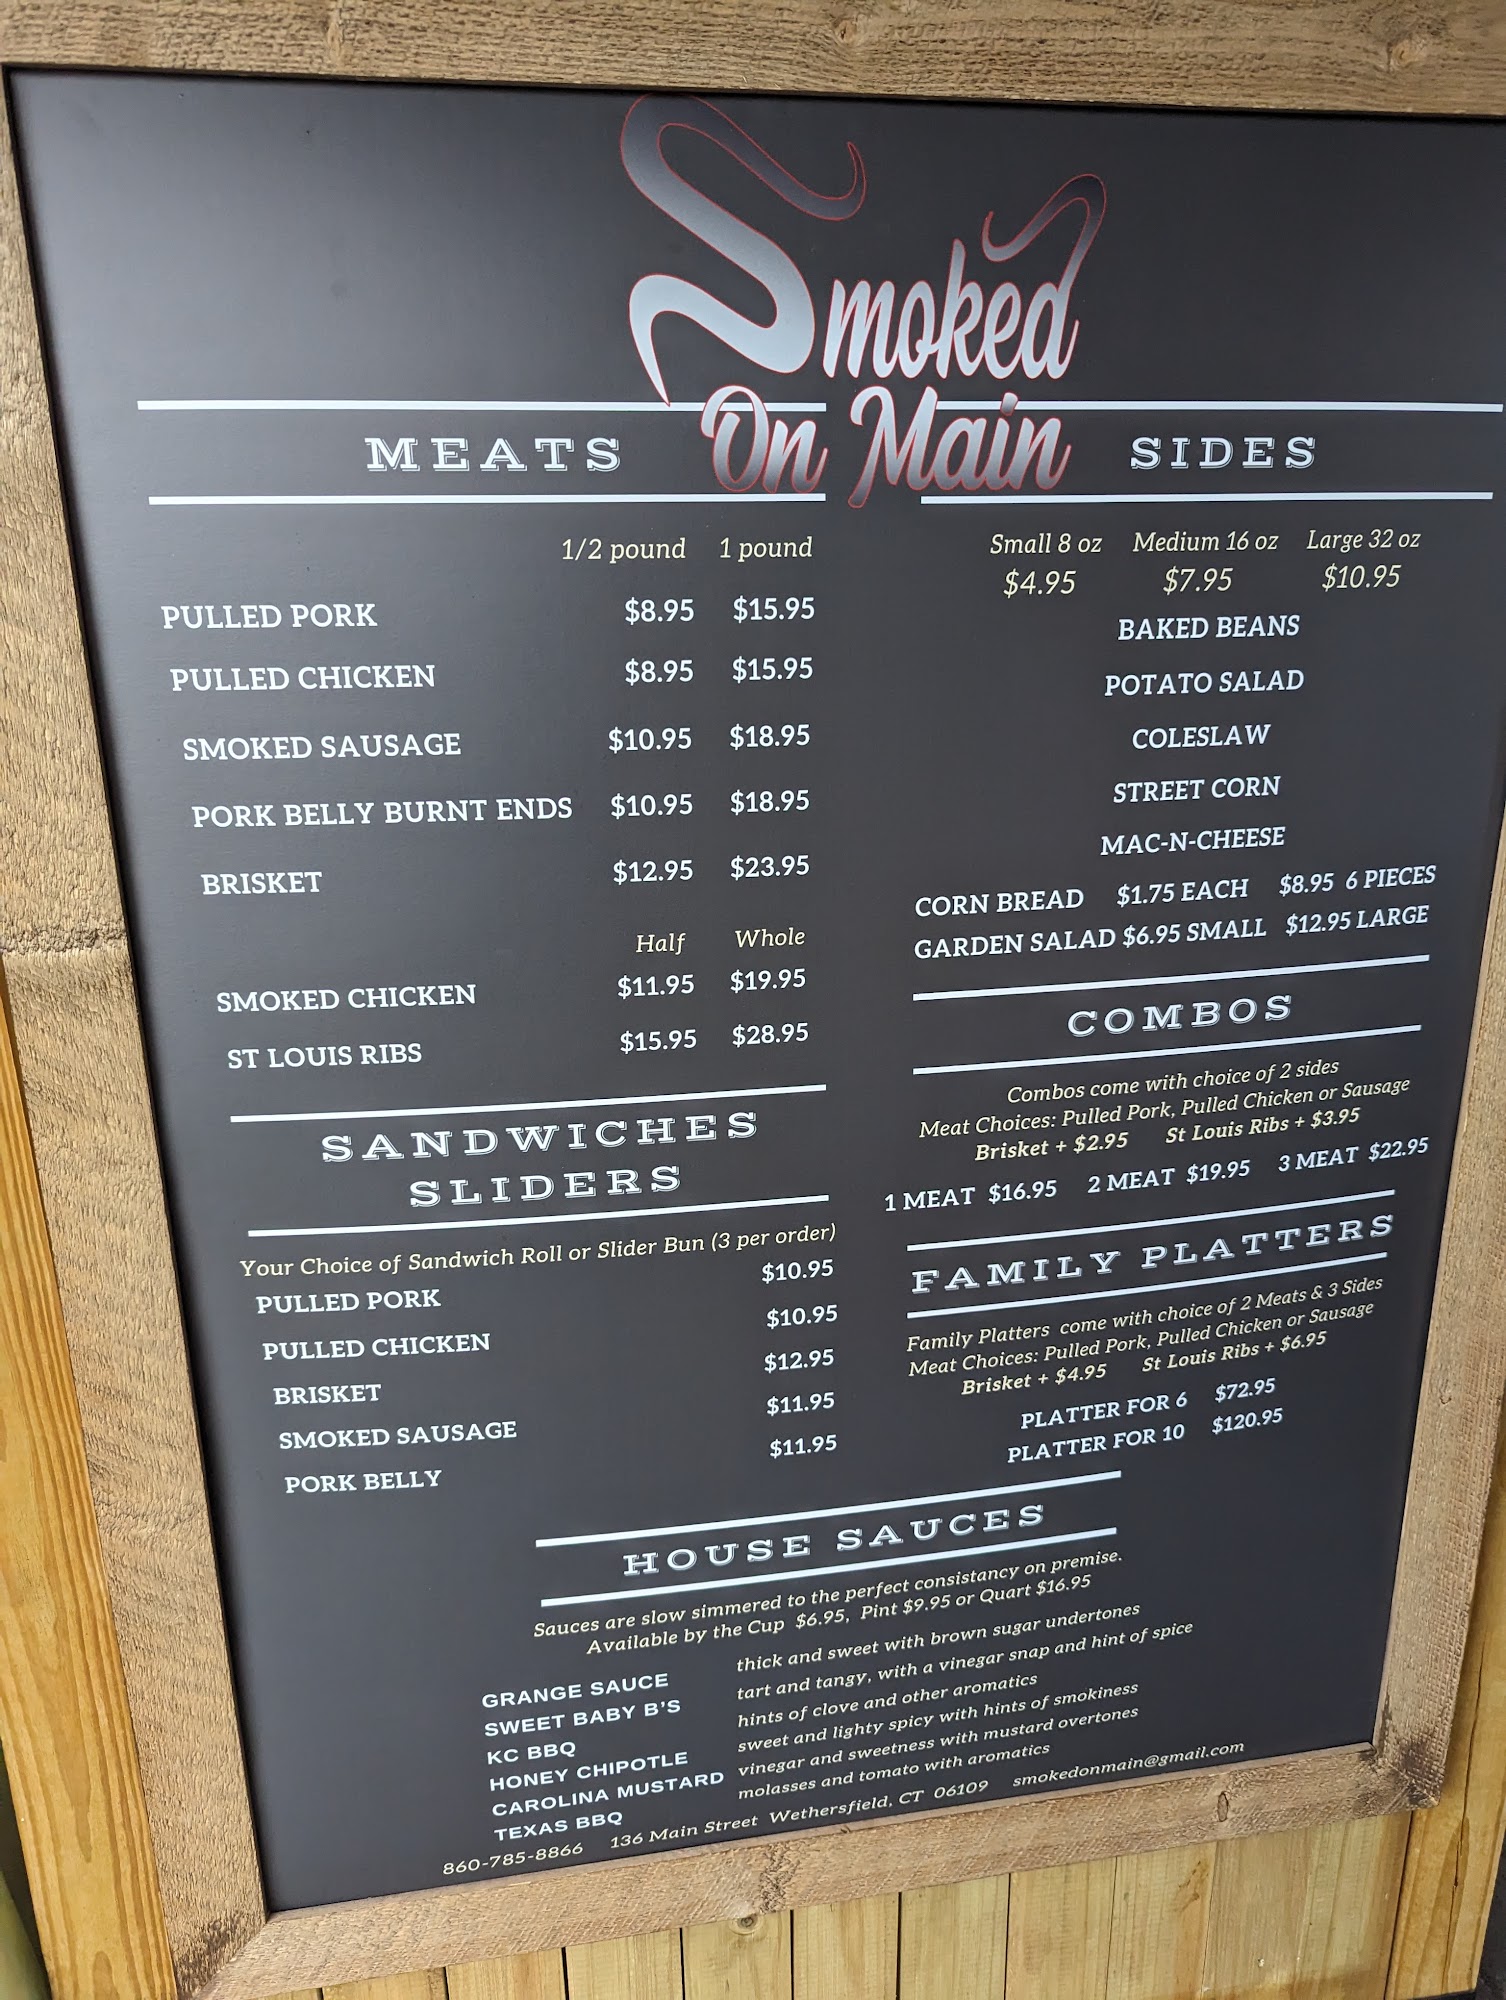 Smoked
On Main
MEATS
1/2 pound 1 pound
PULLED PORK $8.95 $15.95
PULLED CHICKEN $8.95 $15.95
SMOKED SAUSAGE $10.95 $18.95
PORK BELLY BURNT ENDS $10.95 $18.95
BRISKET $12.95 $23.95
Half Whole
SMOKED CHICKEN $11.95 $19.95
ST LOUIS RIBS $15.95 $28.95
SANDWICHES
SLIDERS
Your Choice of Sandwich Roll or Slider Bun (3 per order)
PULLED PORK $10.95
PULLED CHICKEN $10.95
BRISKET $12.95
SMOKED SAUSAGE $11.95
PORK BELLY $11.95
SIDES
Small 8 oz Medium 16 oz Large 32 oz
$4.95 $7.95 $10.95
BAKED BEANS
POTATO SALAD
COLESLAW
STREET CORN
MAC-N-CHEESE
CORN BREAD $1.75 EACH $8.95 6 PIECES
GARDEN SALAD $6.95 SMALL $12.95 LARGE
COMBOS
Combos come with choice of 2 sides
Meat Choices: Pulled Pork, Pulled Chicken or Sausage
Brisket + $2.95 St Louis Ribs + $3.95
1 MEAT $16.95 2 MEAT $19.95 3 MEAT $22.95
FAMILY PLATTERS
Family Platters come with choice of 2 Meats & 3 Sides
Meat Choices: Pulled Pork, Pulled Chicken or Sausage
Brisket + $4.95 St Louis Ribs + $6.95
PLATTER FOR 6 $72.95
PLATTER FOR 10 $120.95
HOUSE SAUCES
Sauces are slow simmered to the perfect consistancy on premise.
Available by the Cup $6.95, Pint $9.95 or Quart $16.95
GRANGE SAUCE thick and sweet with brown sugar undertones
SWEET BABY B'S tart and tangy, with a vinegar snap and hint of spice
KC BBQ hints of clove and other aromatics
HONEY CHIPOTLE sweet and lighty spicy with hints of smokiness
CAROLINA MUSTARD vinegar and sweetness with mustard overtones
TEXAS BBQ molasses and tomato with aromatics
860-785-8866 136 Main Street Wethersfield, CT 06109 smokedonmain@gmail.com